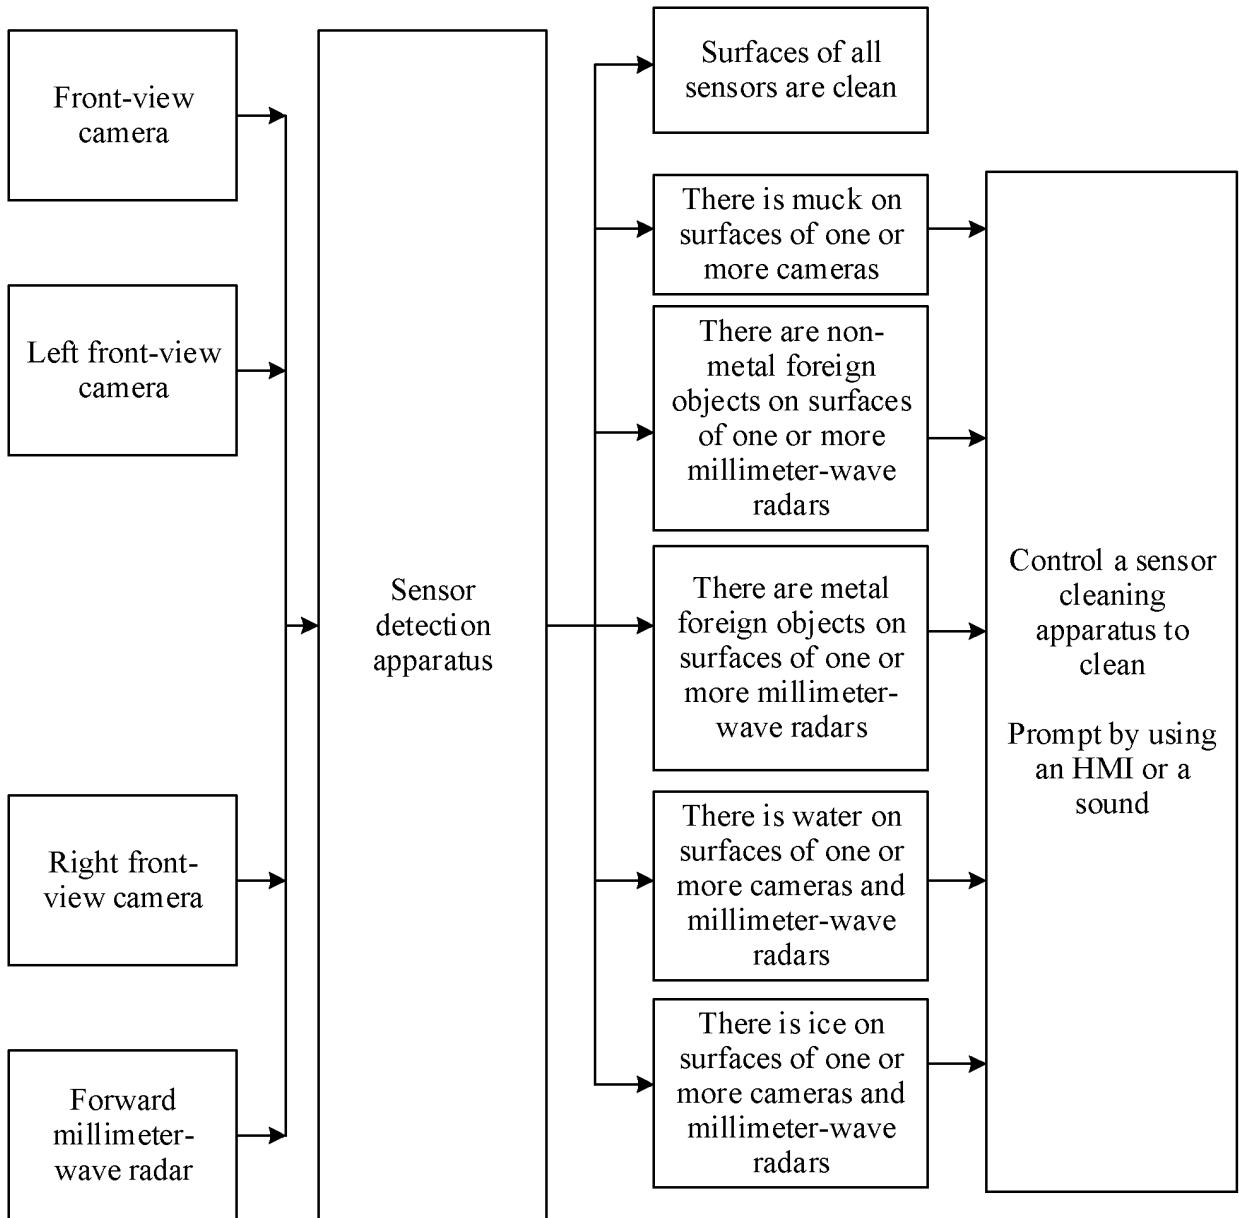 Front-view
camera
Left front-view
camera
Right front-
view camera
Forward
millimeter-
wave radar
Sensor
detection
apparatus
Surfaces of all
sensors are clean
There is muck on
surfaces of one or
more cameras
There are non-
metal foreign
objects on surfaces
of one or more
millimeter-wave
radars
There are metal
foreign objects on
surfaces of one or
more millimeter-
wave radars
There is water on
surfaces of one or
more cameras and
millimeter-wave
radars
There is ice on
surfaces of one or
more cameras and
millimeter-wave
radars
Control a sensor
cleaning
apparatus to
clean
Prompt by using
an HMI or a
sound